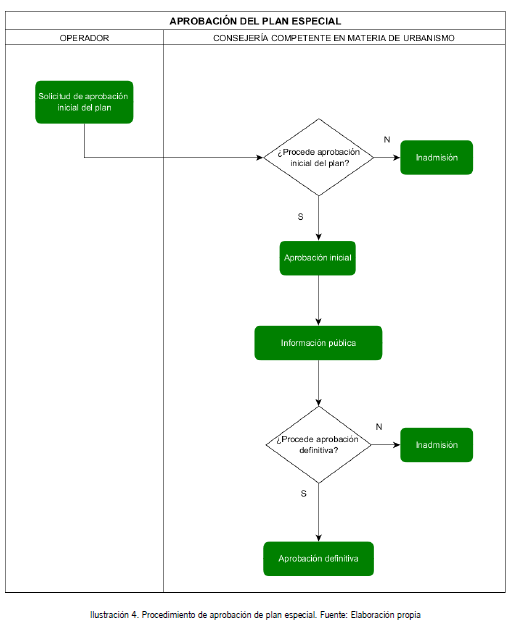 APROBACIÓN DEL PLAN ESPECIAL
OPERADOR
CONSEJERÍA COMPETENTE EN MATERIA DE URBANISMO
Solicitud de aprobación
inicial del plan
¿Procede aprobación
inicial del plan?
N
Inadmisión
S
Aprobación inicial
Información pública
¿Procede aprobación
definitiva?
N
Inadmisión
S
Aprobación definitiva
Ilustración 4. Procedimiento de aprobación de plan especial. Fuente: Elaboración propia